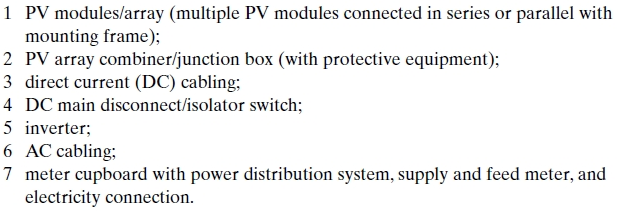 1 PV modules/array (multiple PV modules connected in series or parallel with
mounting frame);
2 PV array combiner/junction box (with protective equipment);
3 direct current (DC) cabling;
4 DC main disconnect/isolator switch;
5 inverter;
6 AC cabling;
7 meter cupboard with power distribution system, supply and feed meter, and
electricity connection.